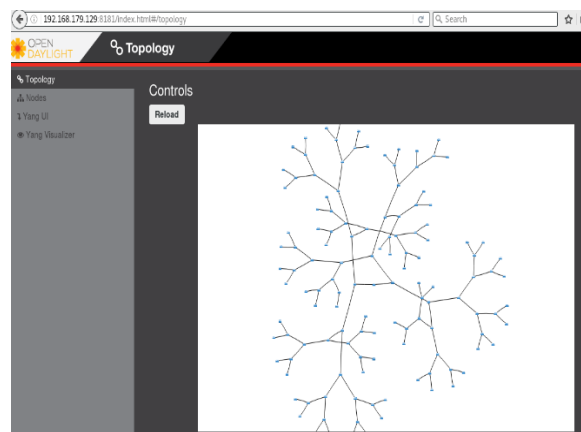 192.168.179.129:8181/index.html#/topology
Search
OPEN
DAYLIGHT
Topology
Topology
Nodes
Yang UI
Yang Visualizer
Controls
Reload